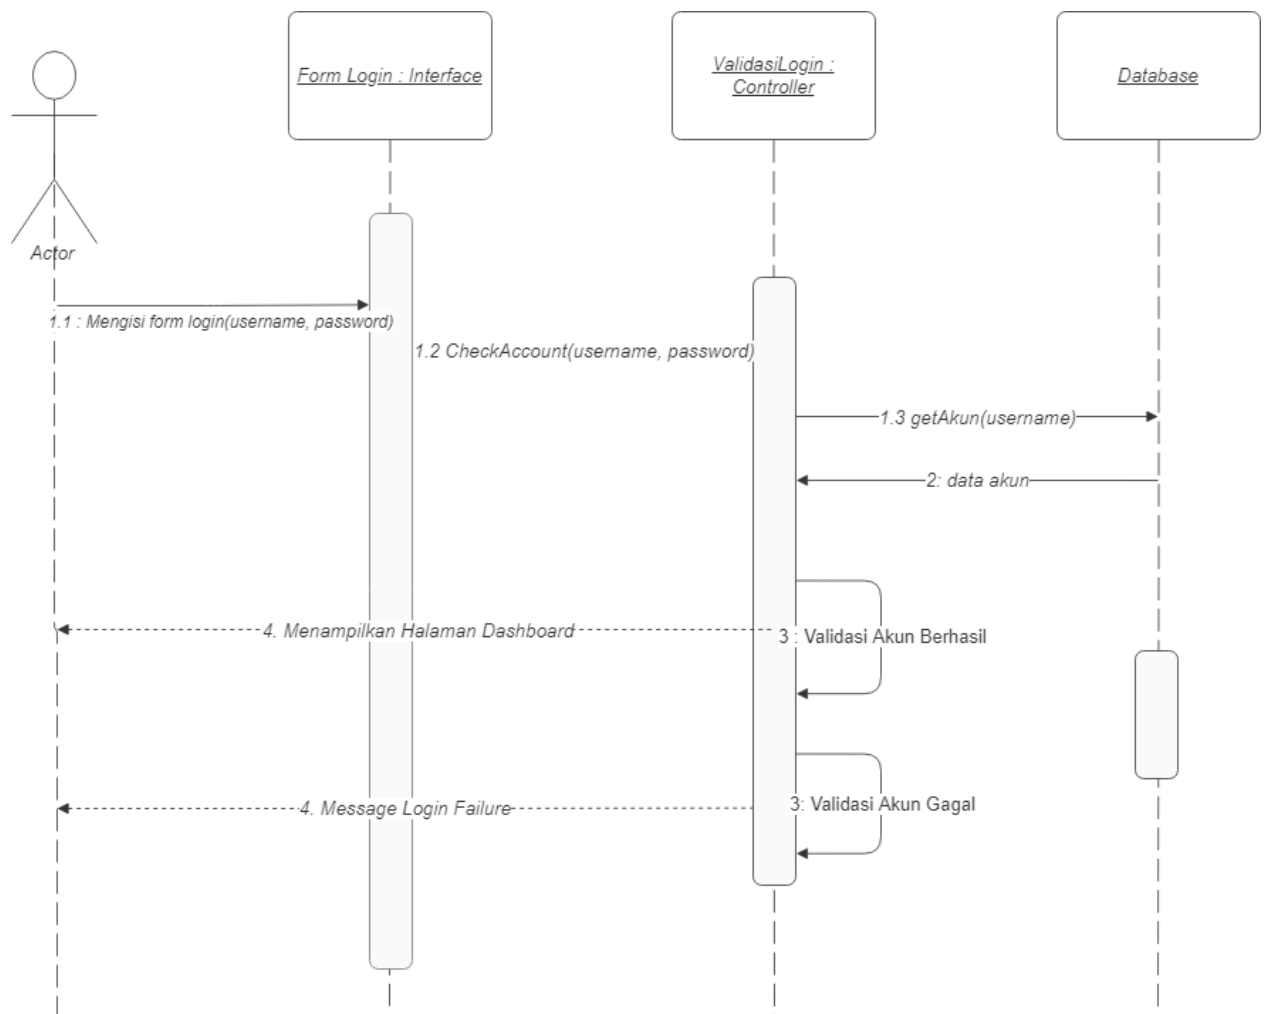 Form Login : Interface
ValidasiLogin :
Controller
Database
Actor
1.1 : Mengisi form login(username, password)
1.2 CheckAccount(username, password)
1.3 getAkun(username)
2: data akun
4. Menampilkan Halaman Dashboard
3 : Validasi Akun Berhasil
4. Message Login Failure
3: Validasi Akun Gagal